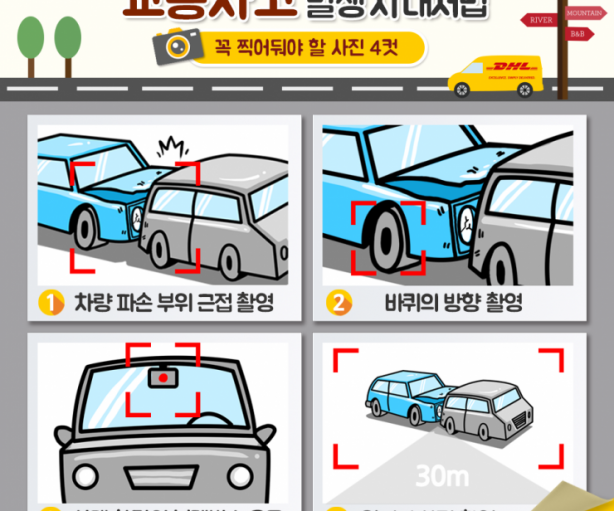 교통사고 발생 시 대처법
꼭 찍어둬야 할 사진 4컷
RIVER
MOUNTAIN
B&B
DHL
1 차량 파손 부위 근접 촬영
2 바퀴의 방향 촬영
30m